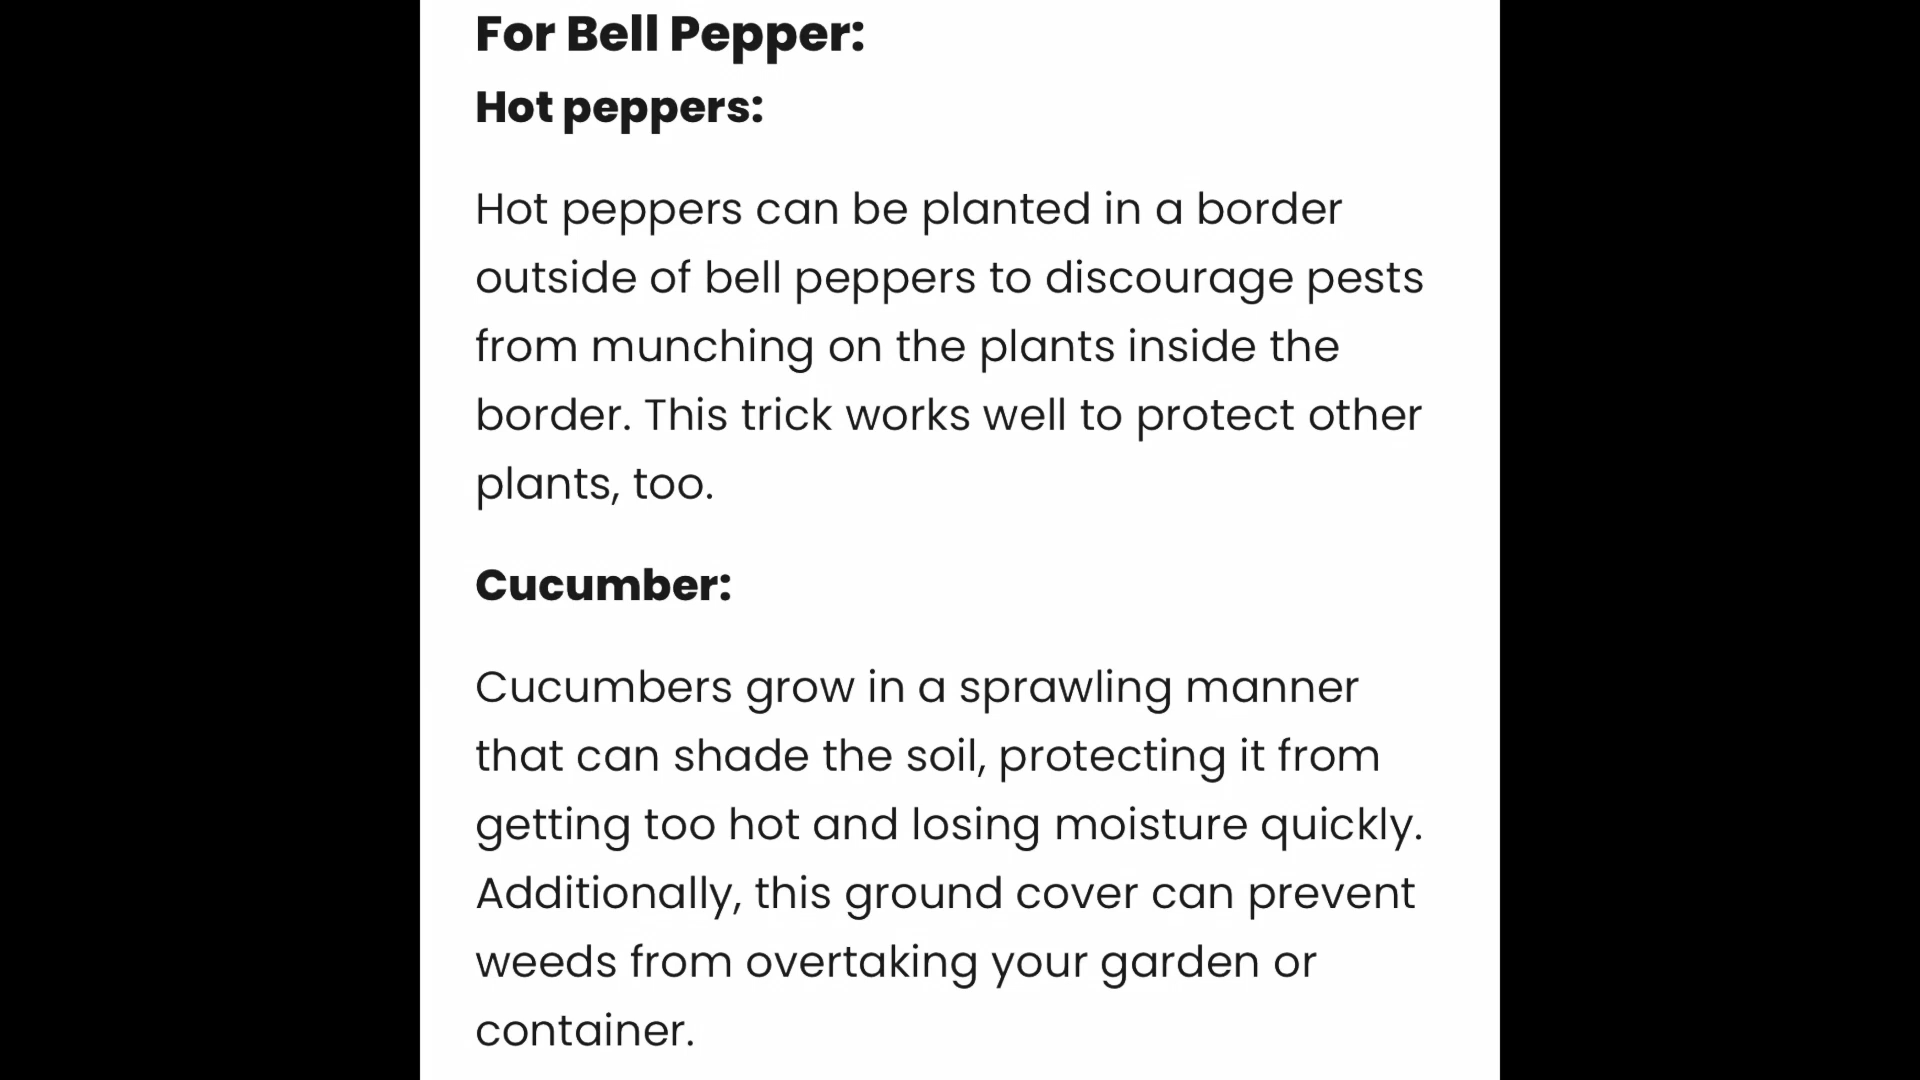 For Bell Pepper:
Hot peppers:
Hot peppers can be planted in a border
outside of bell peppers to discourage pests
from munching on the plants inside the
border. This trick works well to protect other
plants, too.
Cucumber:
Cucumbers grow in a sprawling manner
that can shade the soil, protecting it from
getting too hot and losing moisture quickly.
Additionally, this ground cover can prevent
weeds from overtaking your garden or
container.